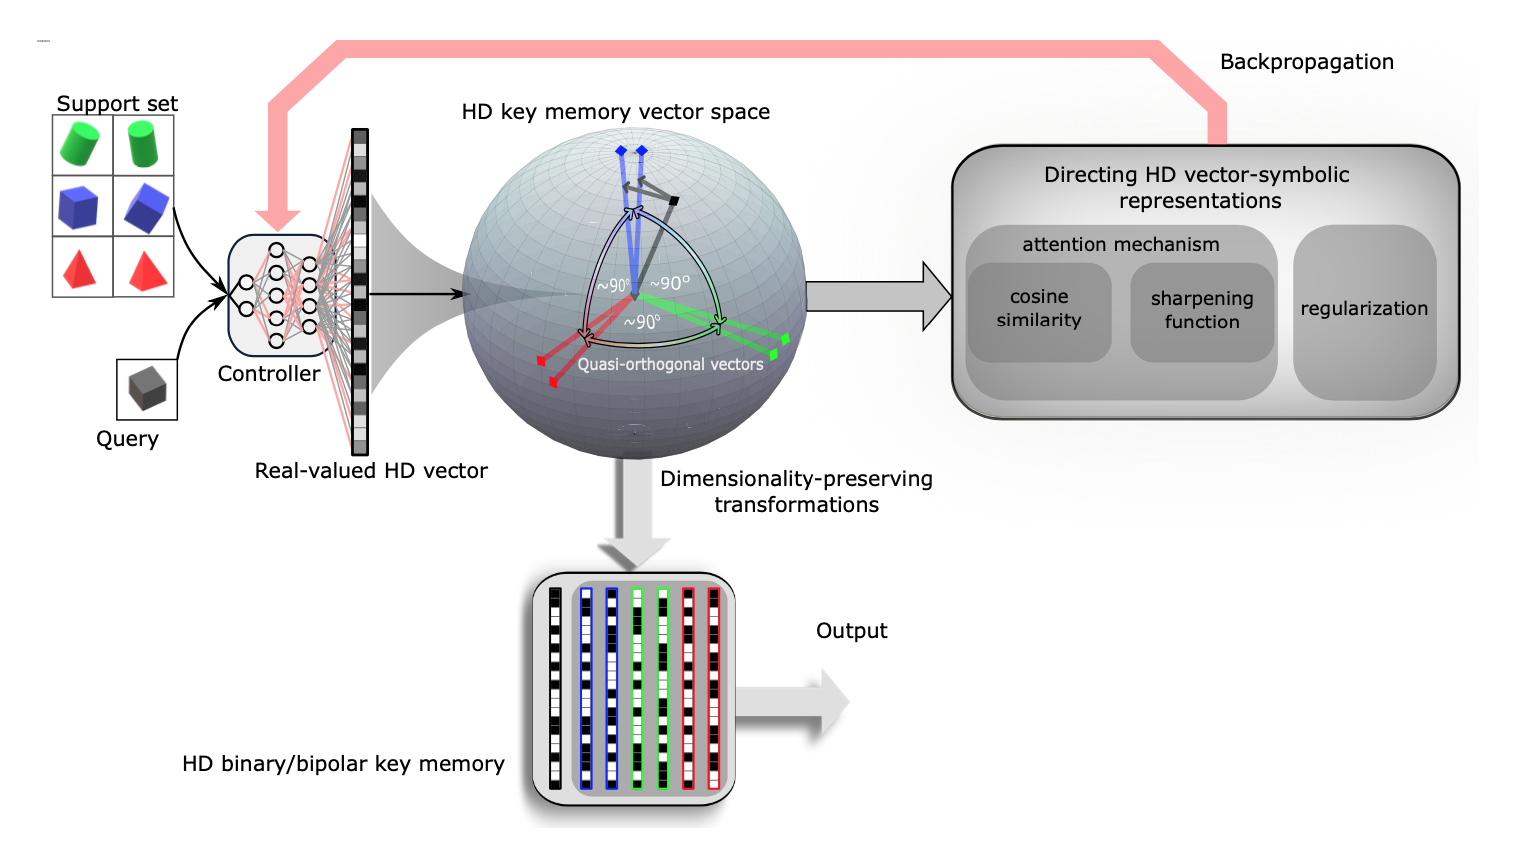 Backpropagation
Support set
HD key memory vector space
Directing HD vector-symbolic
representations
attention mechanism
cosine
similarity
sharpening
function
regularization
~90°
~90°
~90°
Quasi-orthogonal vectors
Controller
Query
Real-valued HD vector
Dimensionality-preserving
transformations
Output
HD binary/bipolar key memory